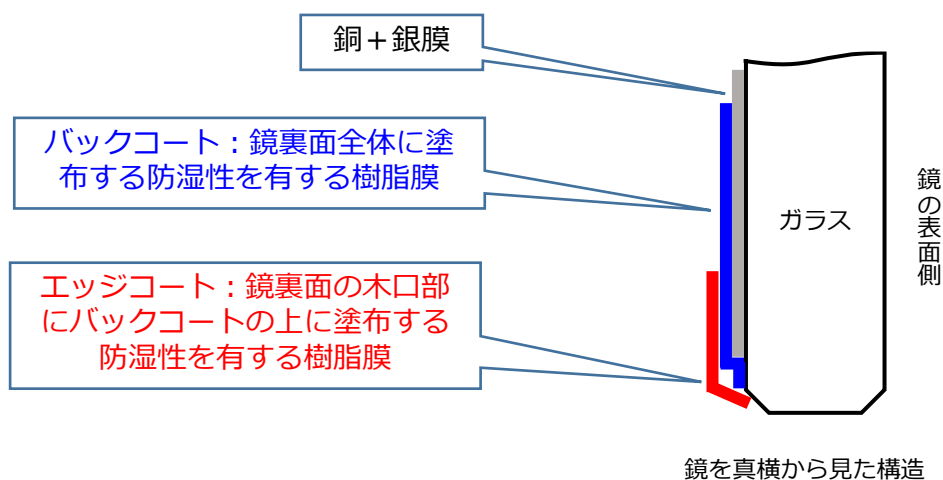 銅＋銀膜
バックコート：鏡裏面全体に塗
布する防湿性を有する樹脂膜
エッジコート：鏡裏面の木口部
にバックコートの上に塗布する
防湿性を有する樹脂膜
ガラス
鏡の表面側
鏡を真横から見た構造